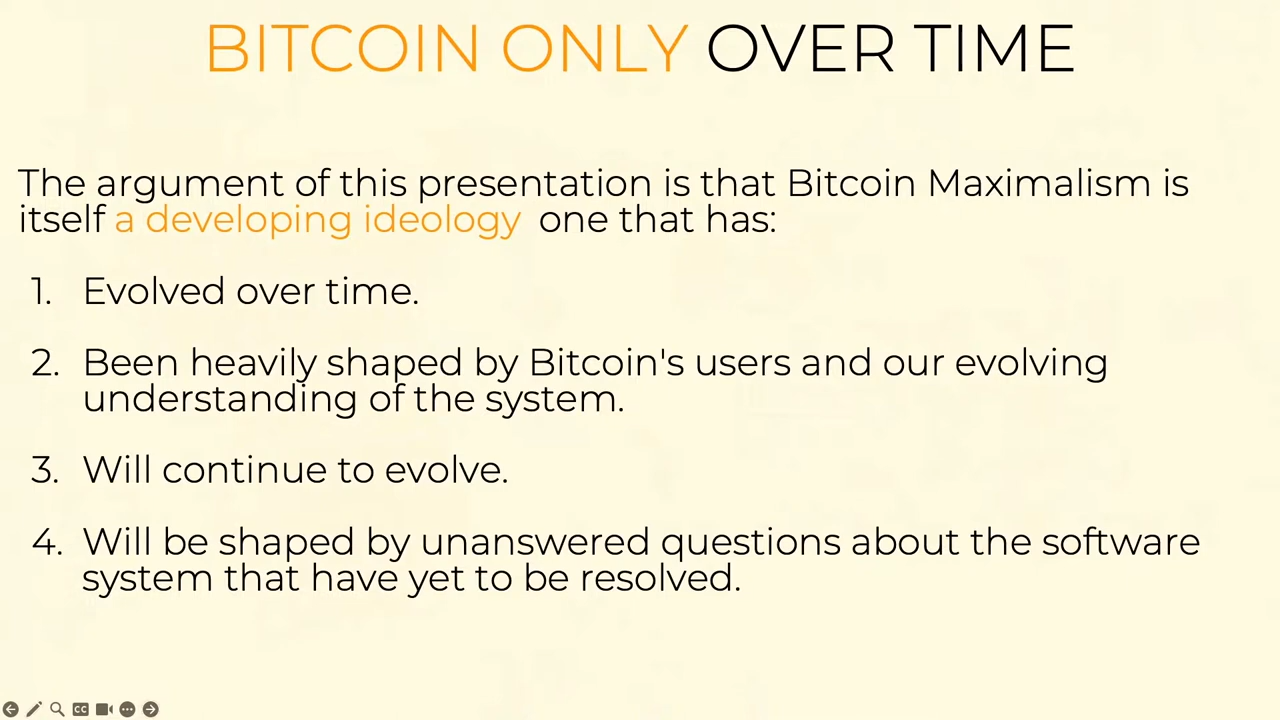 BITCOIN ONLY OVER TIME
The argument of this presentation is that Bitcoin Maximalism is
itself a developing ideology one that has:
1. Evolved over time.
2. Been heavily shaped by Bitcoin's users and our evolving
understanding of the system.
3. Will continue to evolve.
4. Will be shaped by unanswered questions about the software
system that have yet to be resolved.
CC